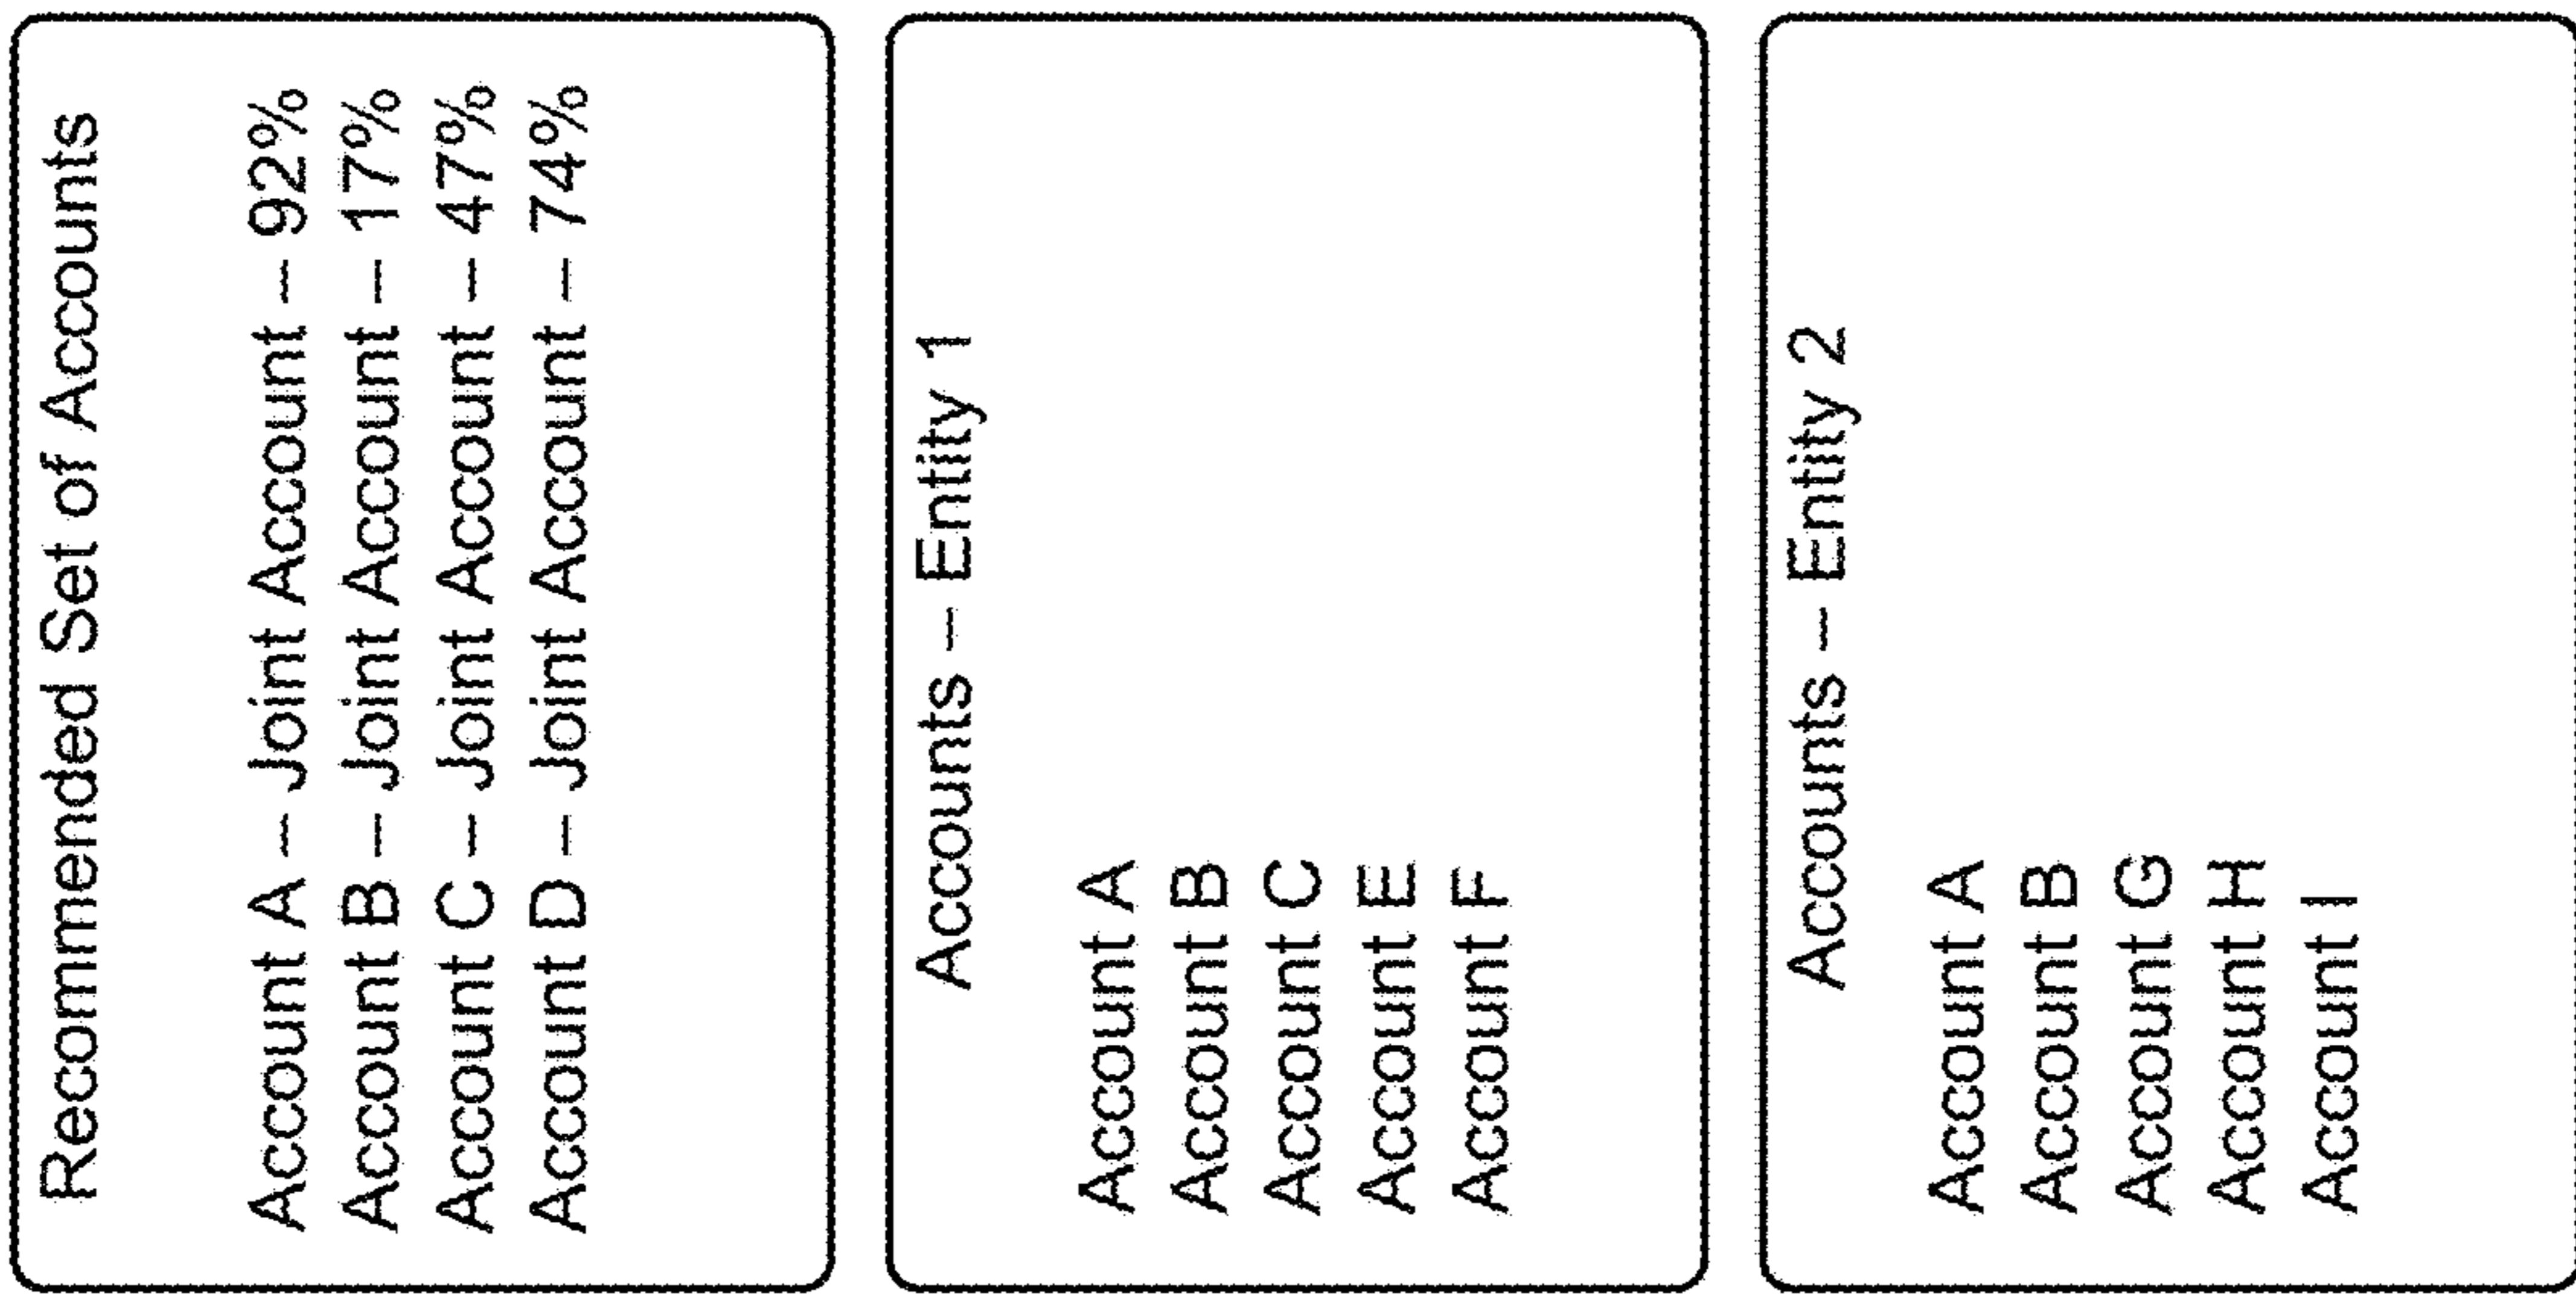 Recommended Set of Accounts
Account A – Joint Account – 92%
Account B – Joint Account – 17%
Account C – Joint Account – 47%
Account D – Joint Account – 74%
Accounts – Entity 1
Account A
Account B
Account C
Account E
Account F
Accounts – Entity 2
Account A
Account B
Account G
Account H
Account I